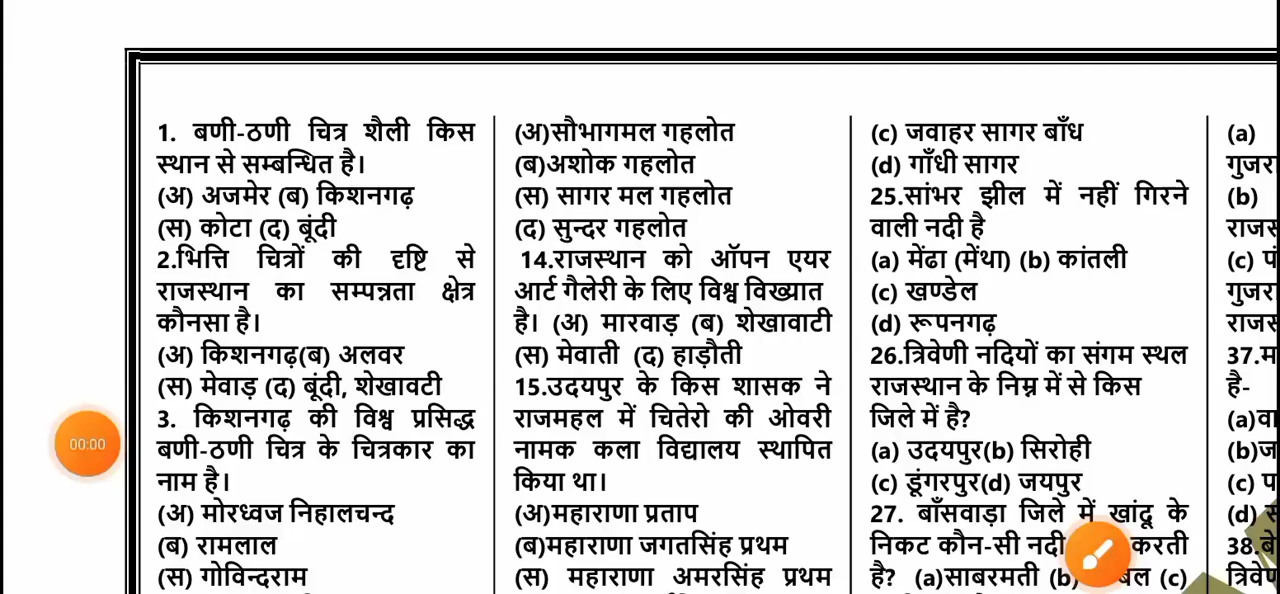 1. बणी-ठणी चित्र शैली किस
स्थान से सम्बन्धित है।
(अ) अजमेर (ब) किशनगढ़
(स) कोटा (द) बूंदी
2.भित्ति चित्रों की दृष्टि से
राजस्थान का सम्पन्नता क्षेत्र
कौनसा है।
(अ) किशनगढ़(ब) अलवर
(स) मेवाड़ (द) बूंदी, शेखावटी
3. किशनगढ़ की विश्व प्रसिद्ध
बणी-ठणी चित्र के चित्रकार का
नाम है।
(अ) मोरध्वज निहालचन्द
(ब) रामलाल
(स) गोविन्दराम
(अ)सौभागमल गहलोत
(ब)अशोक गहलोत
(स) सागर मल गहलोत
(द) सुन्दर गहलोत
14.राजस्थान को ऑपन एयर
आर्ट गैलेरी के लिए विश्व विख्यात
है। (अ) मारवाड़ (ब) शेखावाटी
(स) मेवाती (द) हाड़ौती
15.उदयपुर के किस शासक ने
राजमहल में चितेरो की ओवरी
नामक कला विद्यालय स्थापित
किया था।
(अ)महाराणा प्रताप
(ब)महाराणा जगतसिंह प्रथम
(स) महाराणा अमरसिंह प्रथम
(c) जवाहर सागर बाँध
(d) गाँधी सागर
25.सांभर झील में नहीं गिरने
वाली नदी है
(a) मेंढा (मेंथा) (b) कांतली
(c) खण्डेल
(d) रूपनगढ़
26.त्रिवेणी नदियों का संगम स्थल
राजस्थान के निम्न में से किस
जिले में है?
(a) उदयपुर(b) सिरोही
(c) डूंगरपुर(d) जयपुर
27. बाँसवाड़ा जिले में खांदू के
निकट कौन-सी नदी करती
है? (a)साबरमती (b) (c)
(a)
(b)
(c)
37.
है-
(a)
(b)
(c)
(d)
38.
00:00